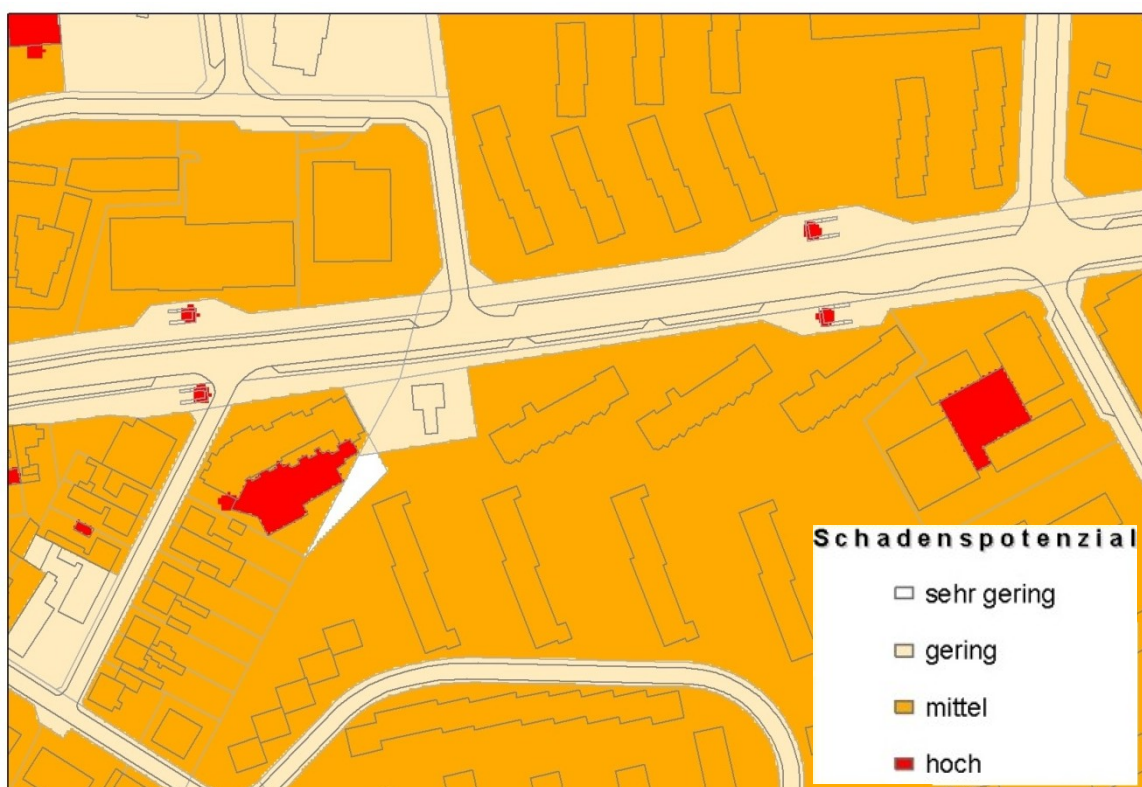 Schadenspotenzial
sehr gering
gering
mittel
hoch